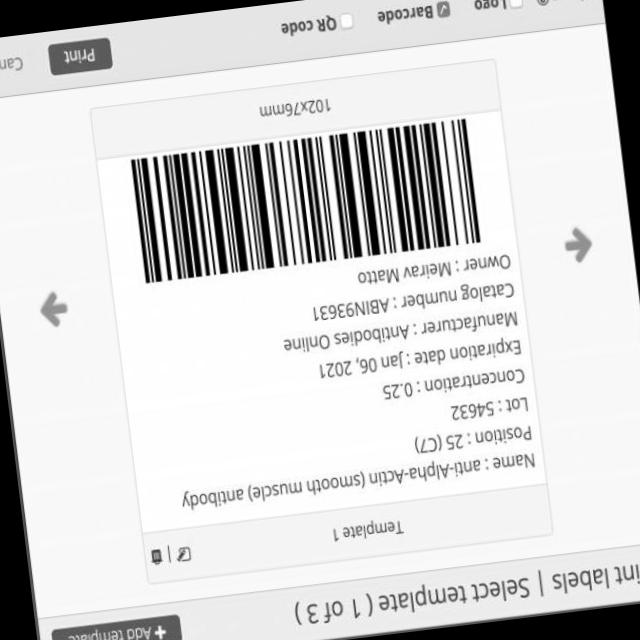 int labels | Select template ( 1 of 3 )
+ Add template
Template 1
Name : anti-Alpha-Actin (smooth muscle) antibody
Position : 25 (C7)
Lot : 54632
Concentration : 0.25
Expiration date : Jan 06, 2021
Manufacturer : Antibodies Online
Catalog number : ABIN93631
Owner : Meirav Matto
102x76mm
Logo Barcode QR code Print Can